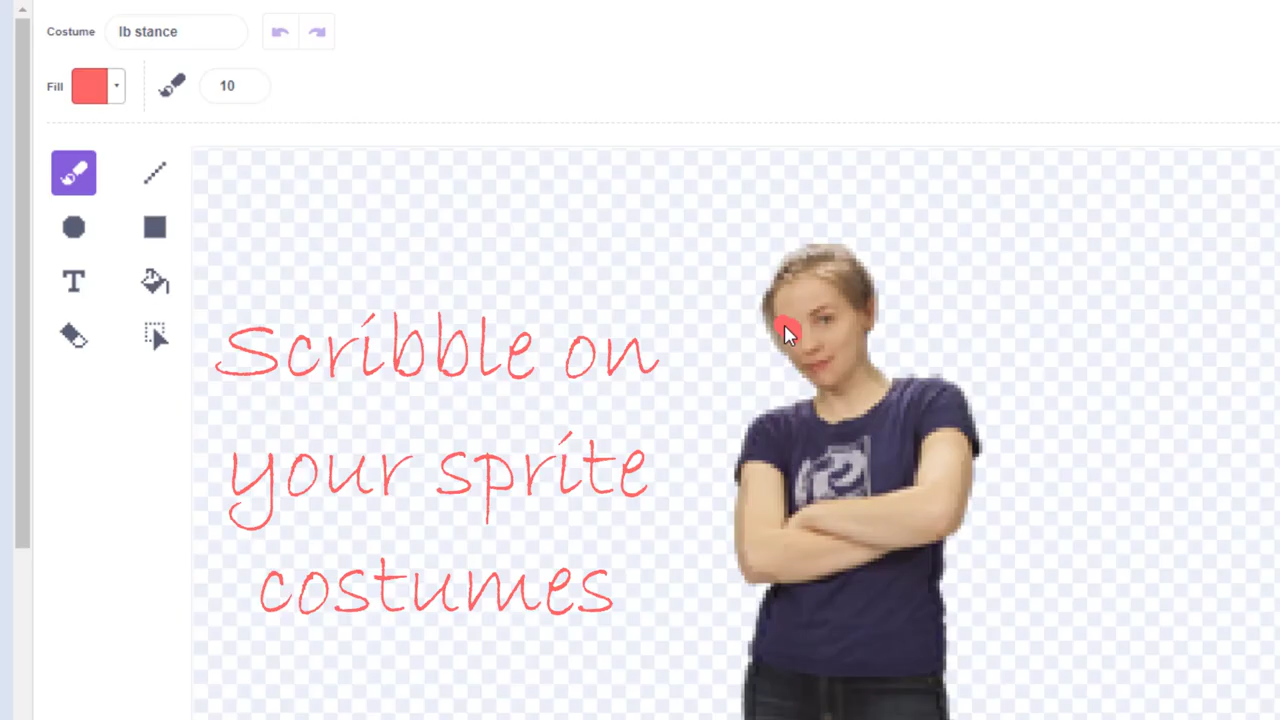 Costume lb stance
Fill 10
T
Scribble on
your sprite
costumes